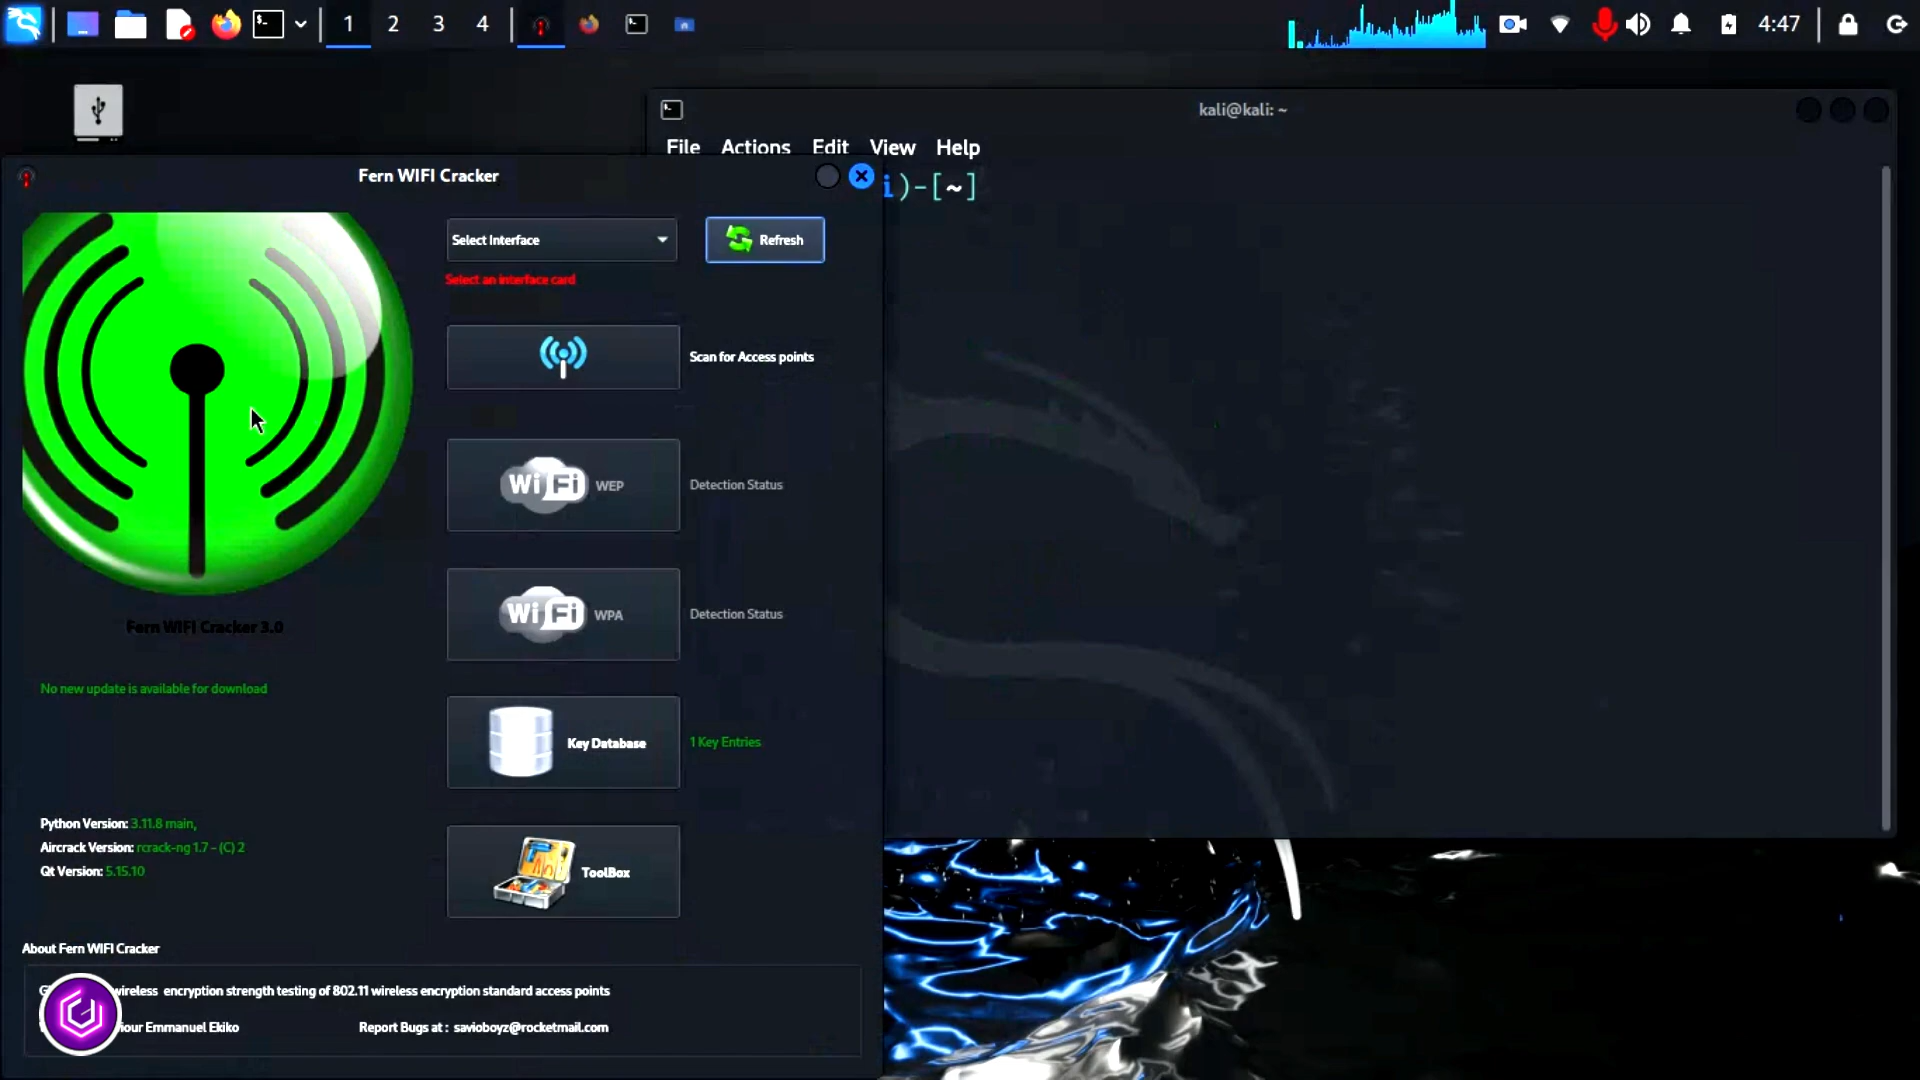 1 2 3 4
4:47
kali@kali: ~
File Actions Edit View Help
i)-[~]
Fern WIFI Cracker
Select Interface
Refresh
Select an interface card
Scan for Access points
WiFi WEP
Detection Status
WiFi WPA
Detection Status
Fern WIFI Cracker 3.0
No new update is available for download
Key Database
1 Key Entries
Python Version: 3.11.8 main,
Aircrack Version: rcrack-ng 1.7 - (C) 2
Qt Version: 5.15.10
ToolBox
About Fern WIFI Cracker
wireless encryption strength testing of 802.11 wireless encryption standard access points
Emmanuel Ekiko
Report Bugs at : savioboyz@rocketmail.com